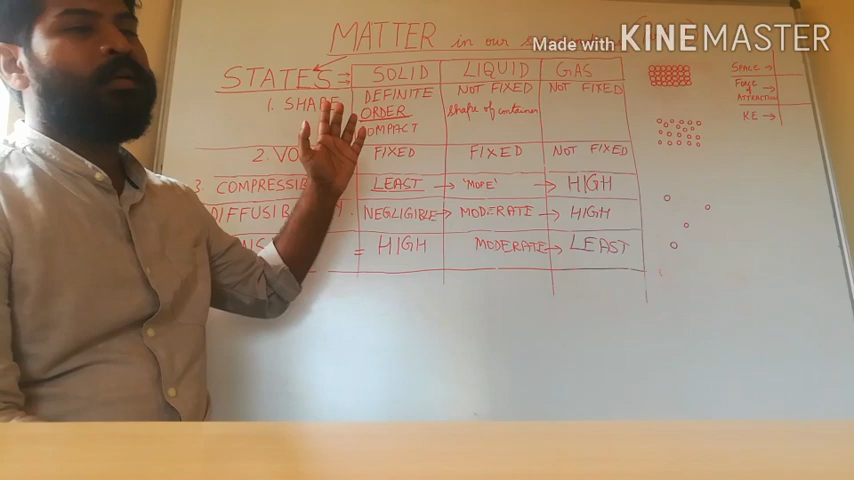 MATTER in our
Made with KINEMASTER
STATES SOLID LIQUID GAS
1. SHAPE DEFINITE ORDER COMPACT NOT FIXED shape of container NOT FIXED
2. VO FIXED FIXED NOT FIXED
3. COMPRESSIB LEAST 'MORE' HIGH
DIFFUSIB NEGLIGIBLE MODERATE HIGH
= HIGH MODERATE LEAST
SPACE
FORCE of ATTRACTION
KE